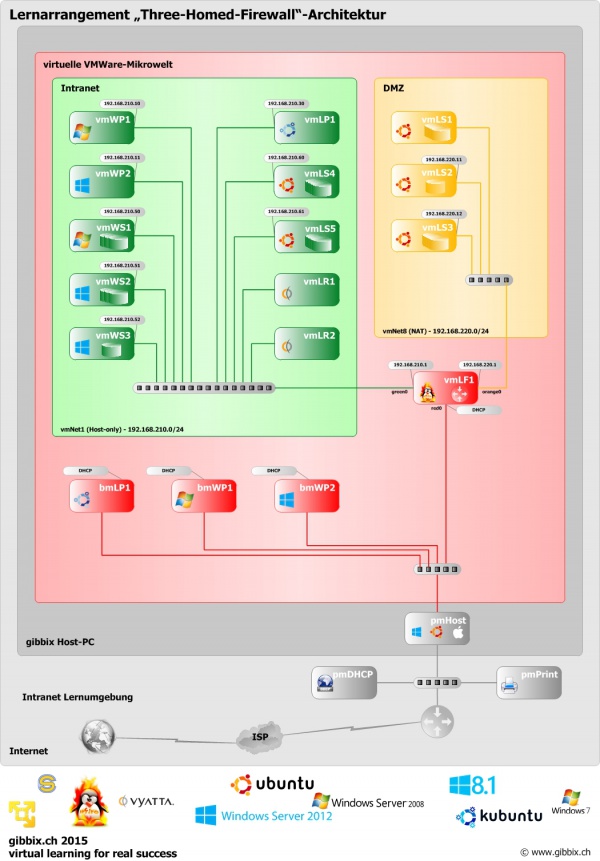 Lernarrangement „Three-Homed-Firewall“-Architektur
virtuelle VMWare-Mikrowelt
Intranet
192.168.210.10
vmWP1
192.168.210.11
vmWP2
192.168.210.50
vmWS1
192.168.210.51
vmWS2
192.168.210.52
vmWS3
192.168.210.30
vmLP1
192.168.210.60
vmLS4
192.168.210.61
vmLS5
vmLR1
vmLR2
vmNet1 (Host-only) - 192.168.210.0/24
DMZ
vmLS1
192.168.220.11
vmLS2
192.168.220.12
vmLS3
vmNet8 (NAT) - 192.168.220.0/24
192.168.210.1
192.168.220.1
vmLF1
green0
orange0
red0
DHCP
DHCP
bmLP1
DHCP
bmWP1
DHCP
bmWP2
pmHost
gibbix Host-PC
pmDHCP
pmPrint
Intranet Lernumgebung
ISP
Internet
S
VYATTA.
ubuntu
Windows Server 2012
Windows Server 2008
8.1
kubuntu
Windows 7
gibbix.ch 2015
virtual learning for real success
© www.gibbix.ch